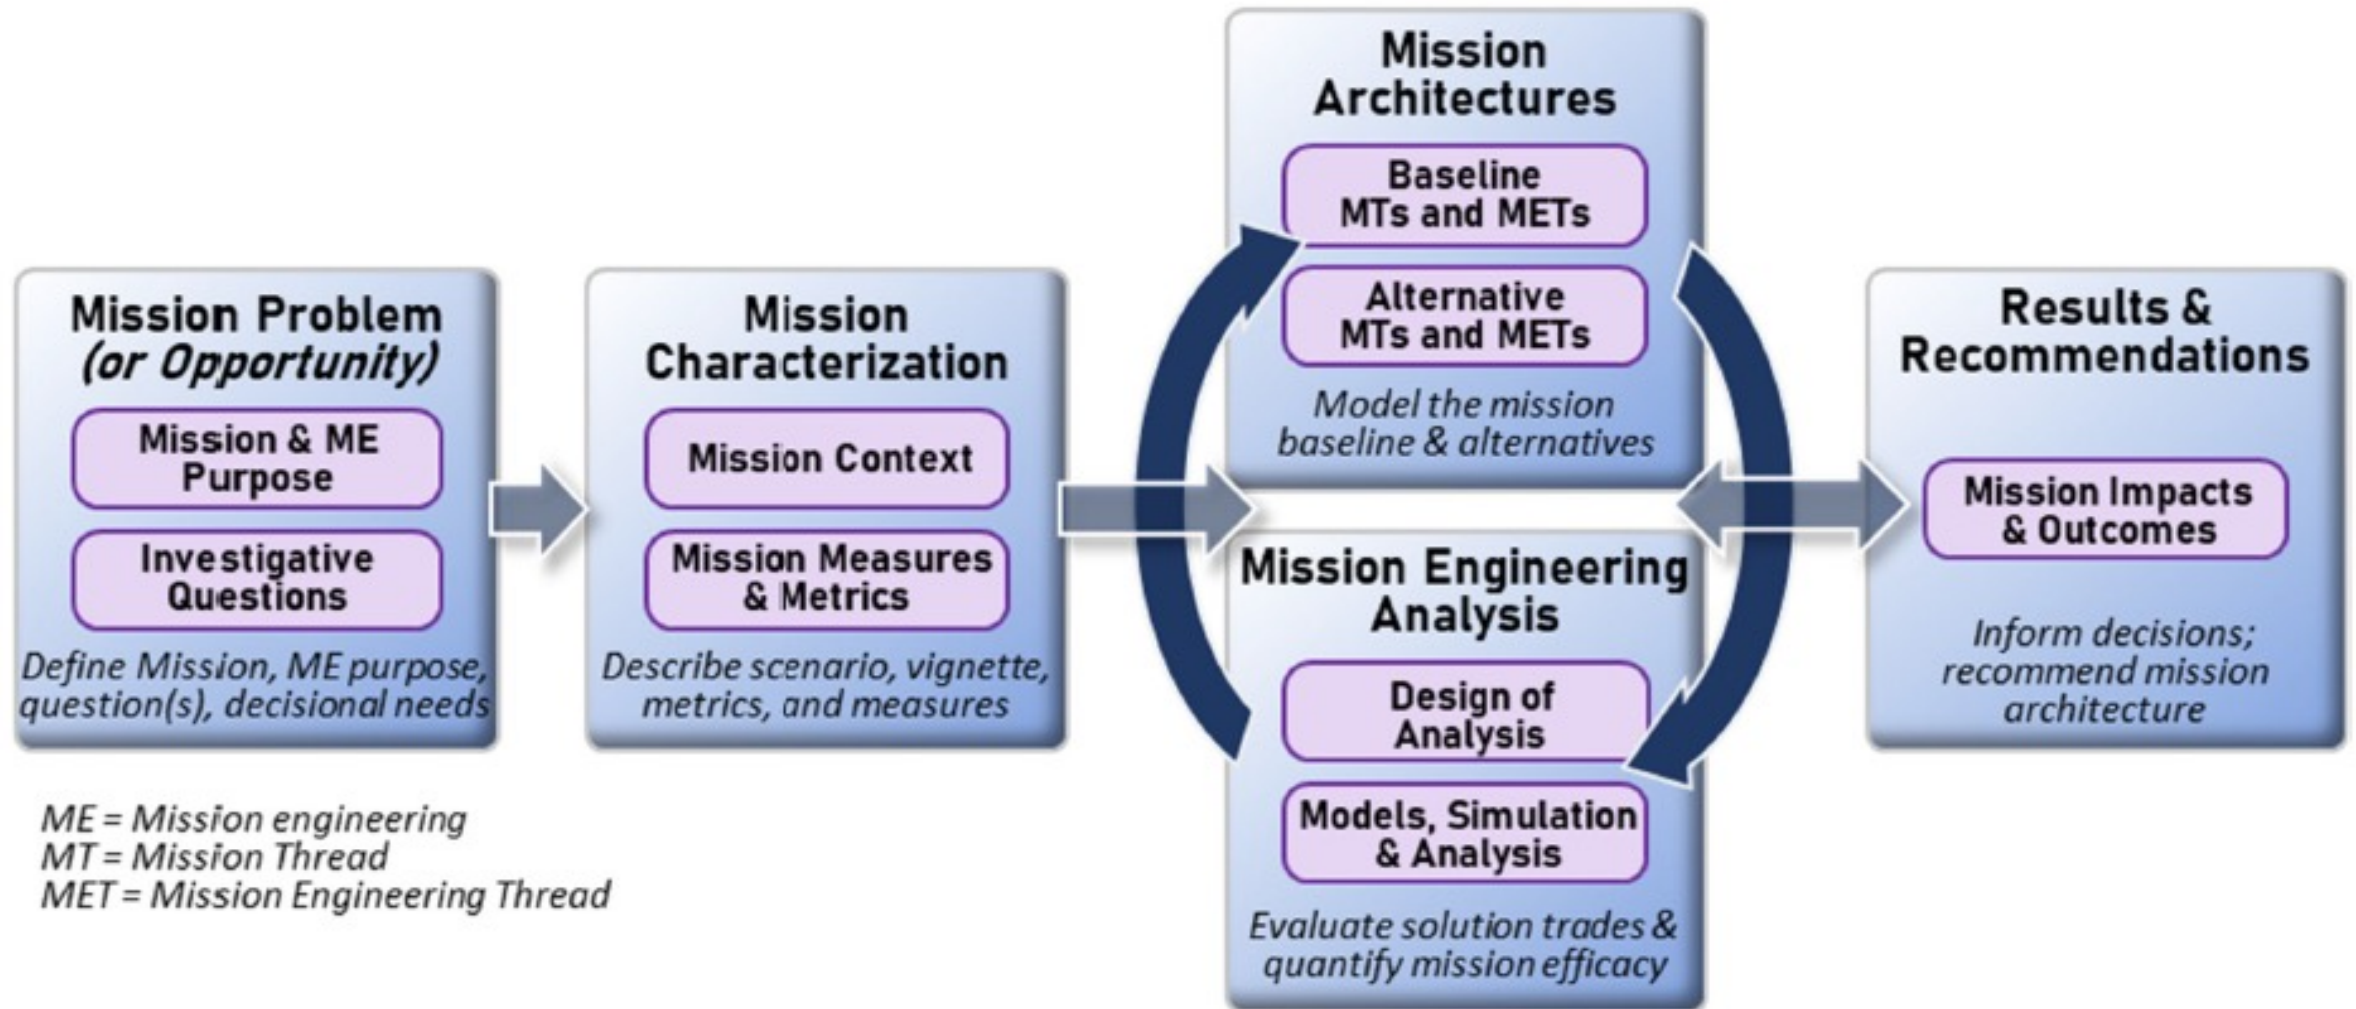 Mission Problem
(or Opportunity)
Mission & ME
Purpose
Investigative
Questions
Define Mission, ME purpose,
question(s), decisional needs
Mission
Characterization
Mission Context
Mission Measures
& Metrics
Describe scenario, vignette,
metrics, and measures
Mission
Architectures
Baseline
MTs and METs
Alternative
MTs and METs
Model the mission
baseline & alternatives
Mission Engineering
Analysis
Design of
Analysis
Models, Simulation
& Analysis
Evaluate solution trades &
quantify mission efficacy
Results &
Recommendations
Mission Impacts
& Outcomes
Inform decisions;
recommend mission
architecture
ME = Mission engineering
MT = Mission Thread
MET = Mission Engineering Thread